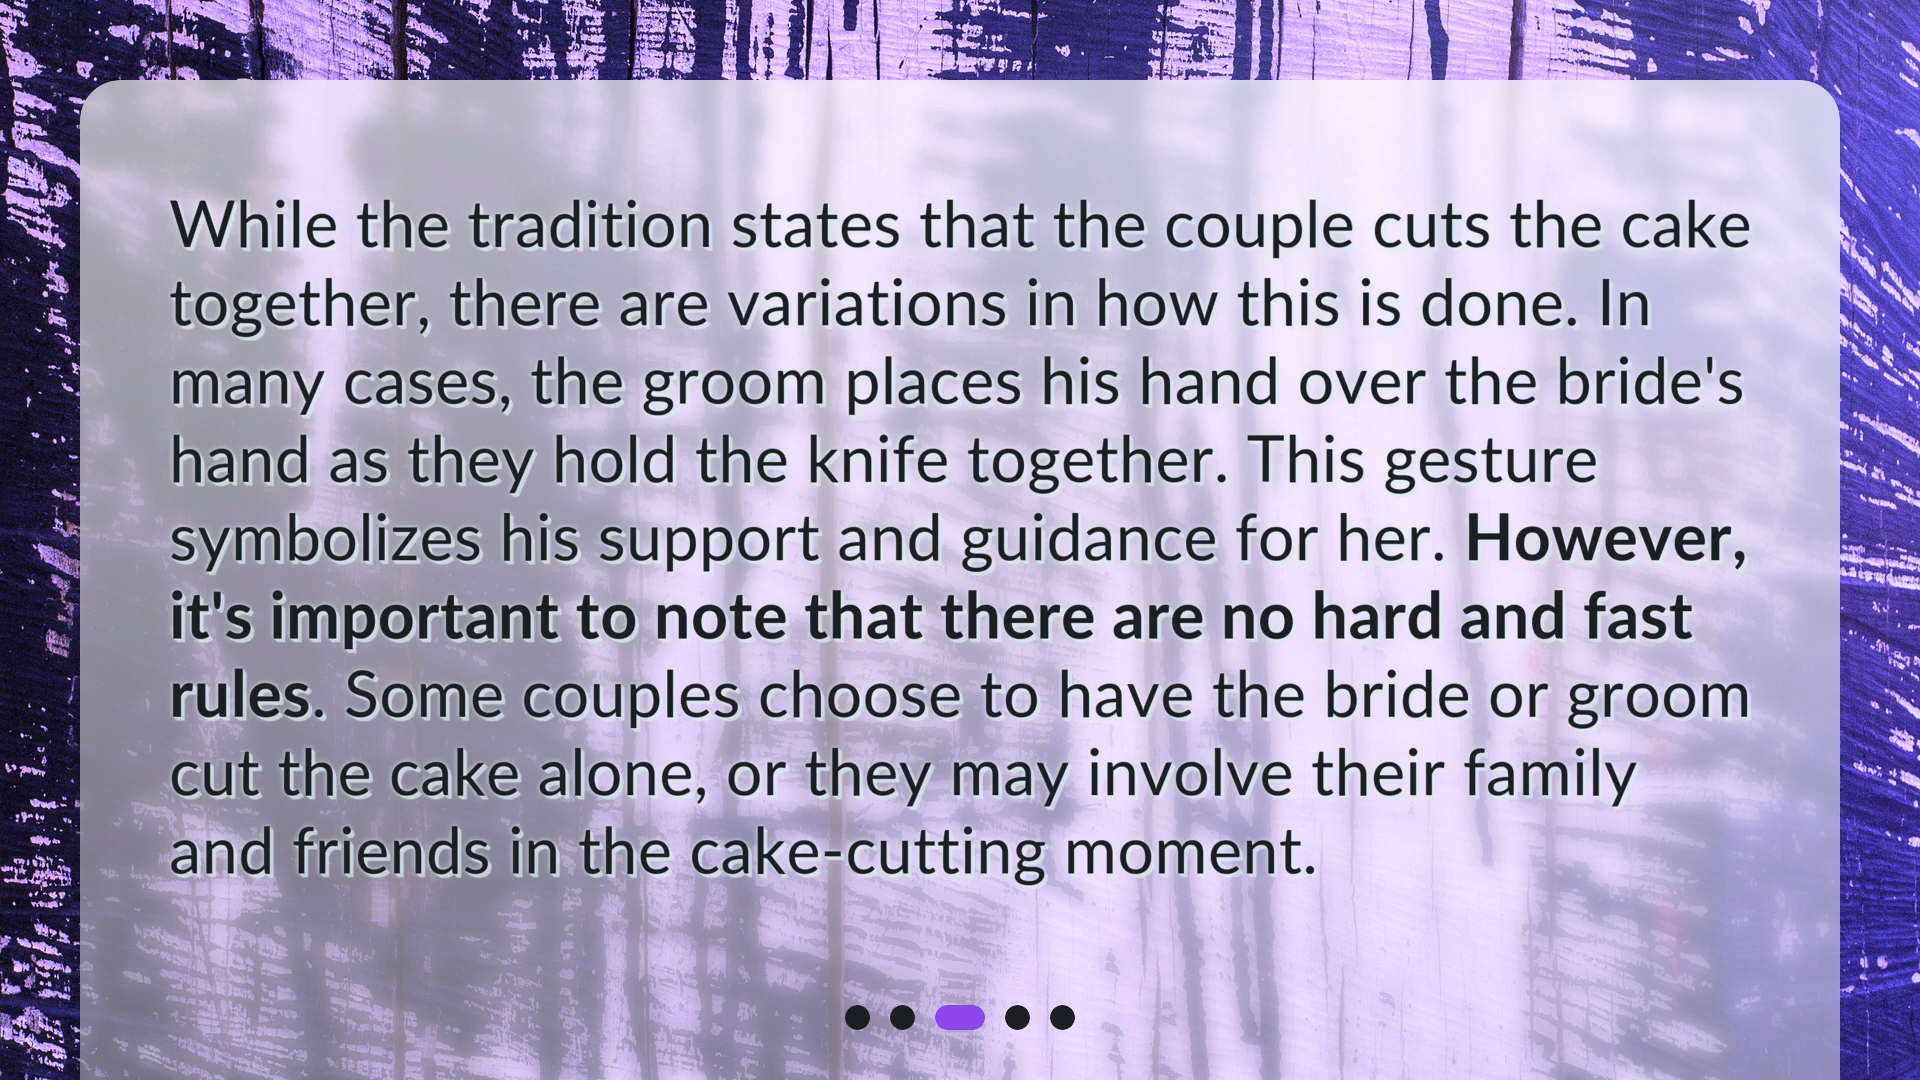 While the tradition states that the couple cuts the cake
together, there are variations in how this is done. In
many cases, the groom places his hand over the bride's
hand as they hold the knife together. This gesture
symbolizes his support and guidance for her. However,
it's important to note that there are no hard and fast
rules. Some couples choose to have the bride or groom
cut the cake alone, or they may involve their family
and friends in the cake-cutting moment.